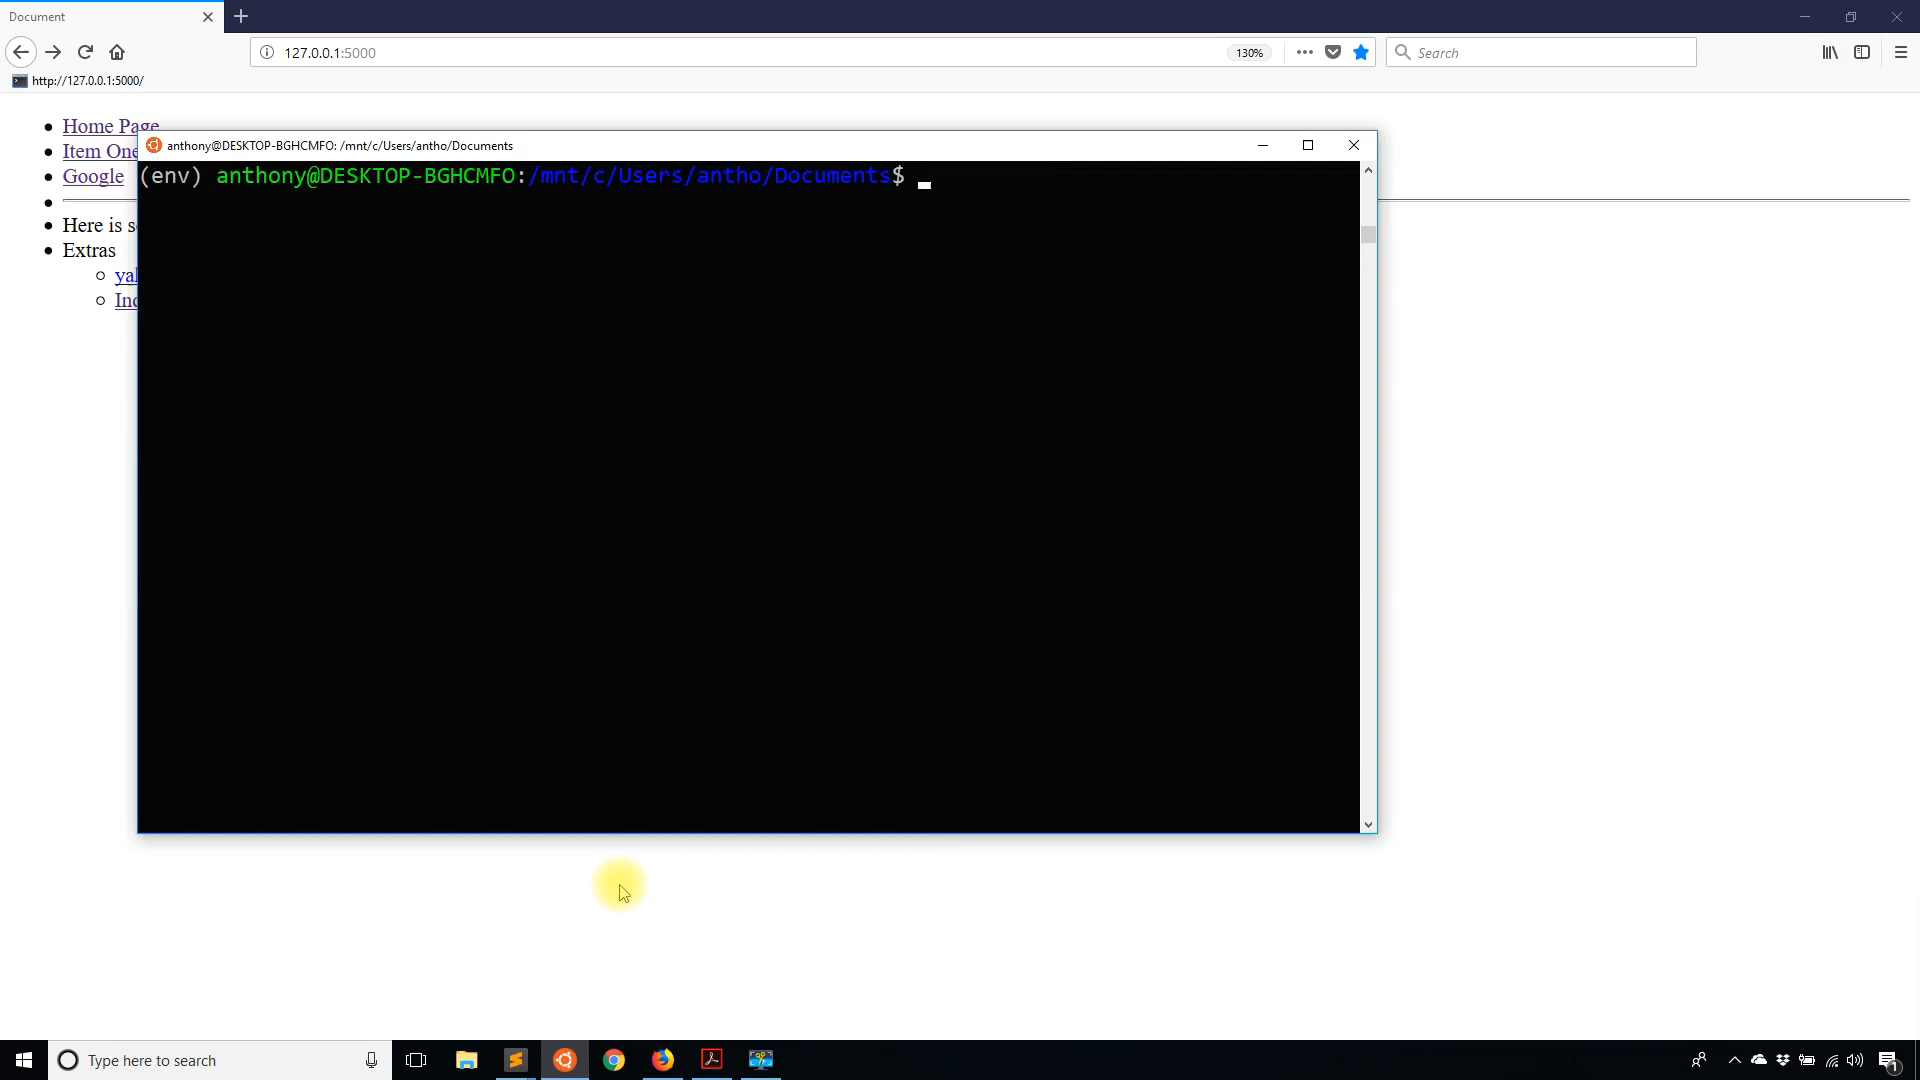 Document
127.0.0.1:5000
130%
Search
http://127.0.0.1:5000/
Home Page
Item One
Google
Here is
Extras
anthony@DESKTOP-BGHCMFO: /mnt/c/Users/antho/Documents
(env) anthony@DESKTOP-BGHCMFO:/mnt/c/Users/antho/Documents$
Type here to search
1